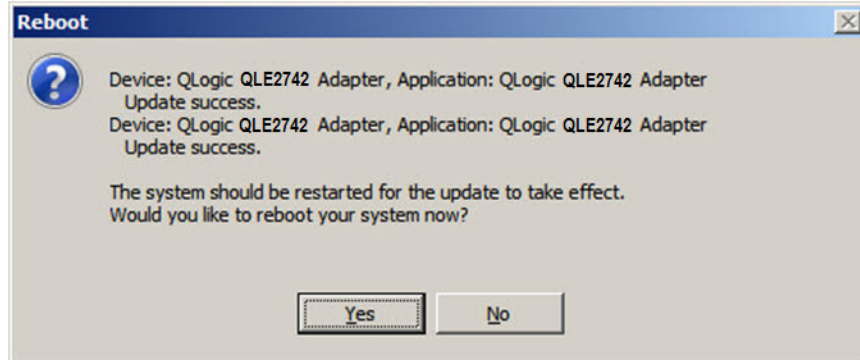 Reboot
Device: QLogic QLE2742 Adapter, Application: QLogic QLE2742 Adapter
Update success.
Device: QLogic QLE2742 Adapter, Application: QLogic QLE2742 Adapter
Update success.
The system should be restarted for the update to take effect.
Would you like to reboot your system now?
Yes No